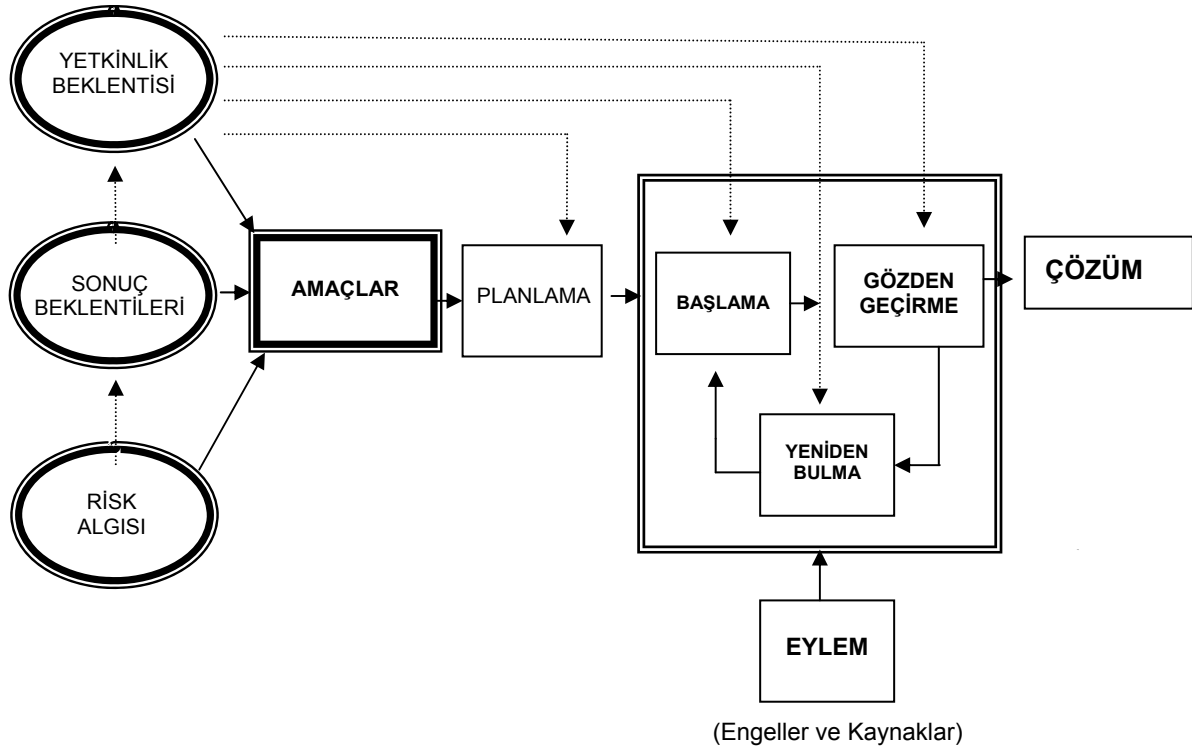 YETKİNLİK
BEKLENTİSİ
SONUÇ
BEKLENTİLERİ
RİSK
ALGISI
AMAÇLAR
PLANLAMA
BAŞLAMA
GÖZDEN
GEÇİRME
YENİDEN
BULMA
ÇÖZÜM
EYLEM
(Engeller ve Kaynaklar)